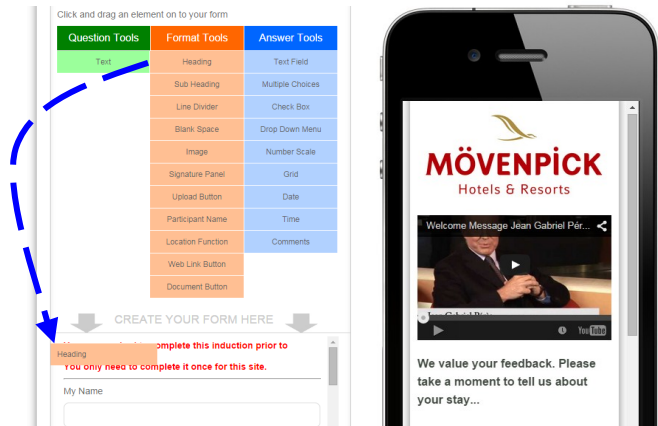 Click and drag an element on to your form
Question Tools
Format Tools
Answer Tools
Text
Heading
Text Field
Sub Heading
Multiple Choices
Line Divider
Check Box
Blank Space
Drop Down Menu
Image
Number Scale
Signature Panel
Grid
Upload Button
Date
Participant Name
Time
Location Function
Comments
Web Link Button
Document Button
CREATE YOUR FORM HERE
complete this induction prior to
Heading
You only need to complete it once for this site.
My Name
MÖVENPICK
Hotels & Resorts
Welcome Message Jean Gabriel Pér...
Jean Gabriel
YouTube
We value your feedback. Please
take a moment to tell us about
your stay...